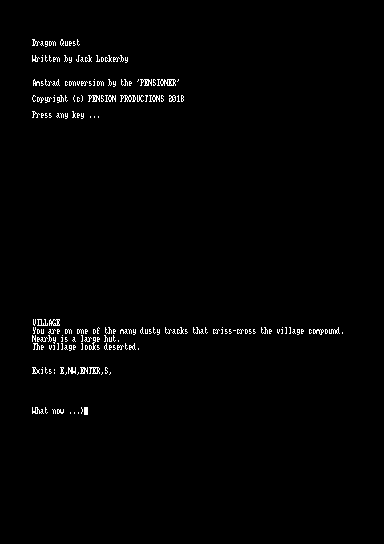 Dragon Quest
Written by Jack Lockerby
Amstrad conversion by the 'PENSIONER'
Copyright (c) PENSION PRODUCTIONS 2018
Press any key ...
VILLAGE
You are on one of the many dusty tracks that criss-cross the village compound.
Nearby is a large hut.
The village looks deserted.
Exits: E,NW,ENTER,S,
What now ...)